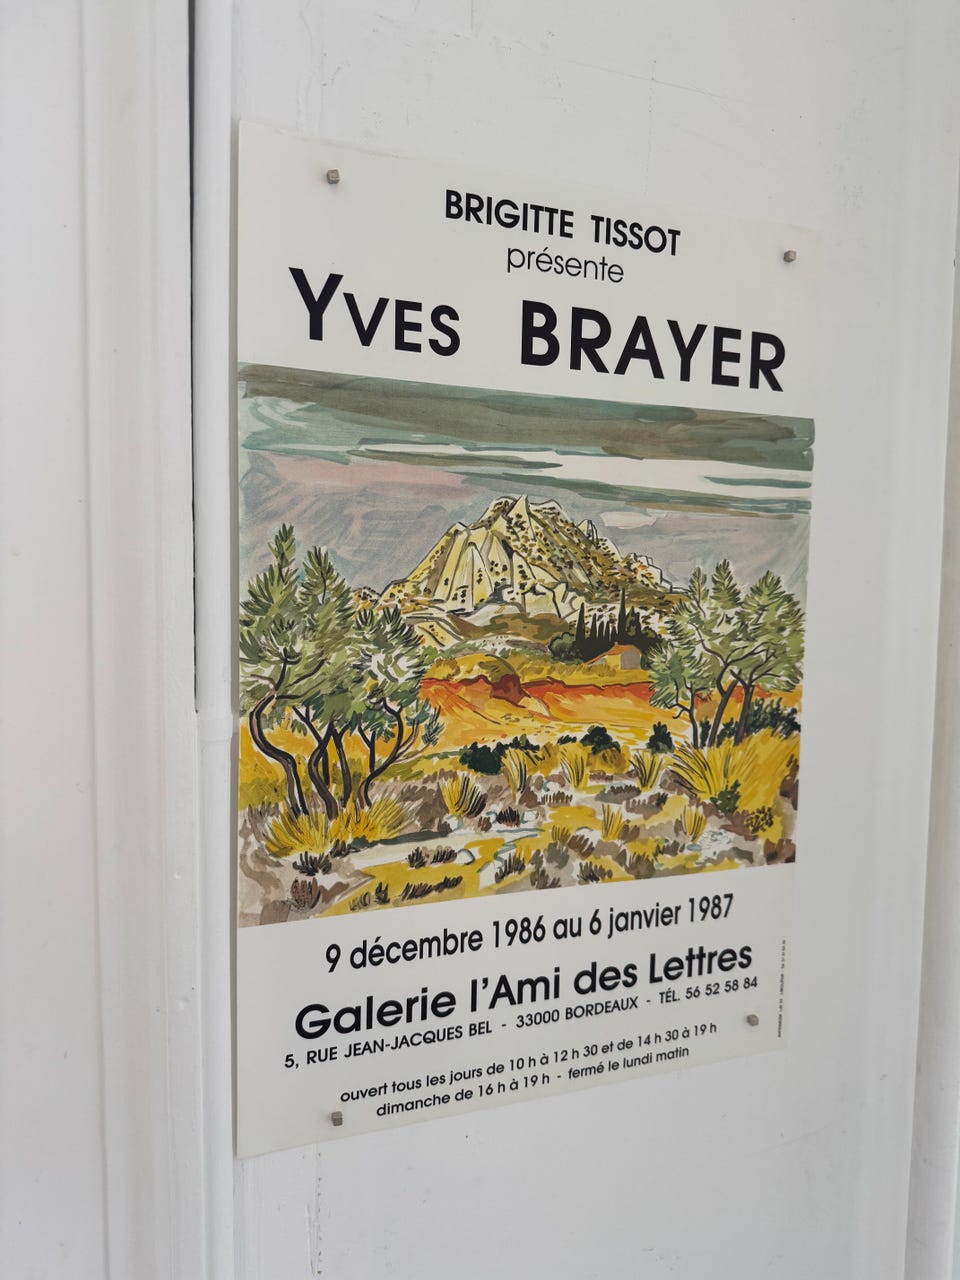 BRIGITTE TISSOT
présente
YVES BRAYER
9 décembre 1986 au 6 janvier 1987
Galerie l'Ami des Lettres
5, RUE JEAN-JACQUES BEL - 33000 BORDEAUX - TÉL. 56 52 58 84
ouvert tous les jours de 10 h à 12 h 30 et de 14 h 30 à 19 h
dimanche de 16 h à 19 h - fermé le lundi matin